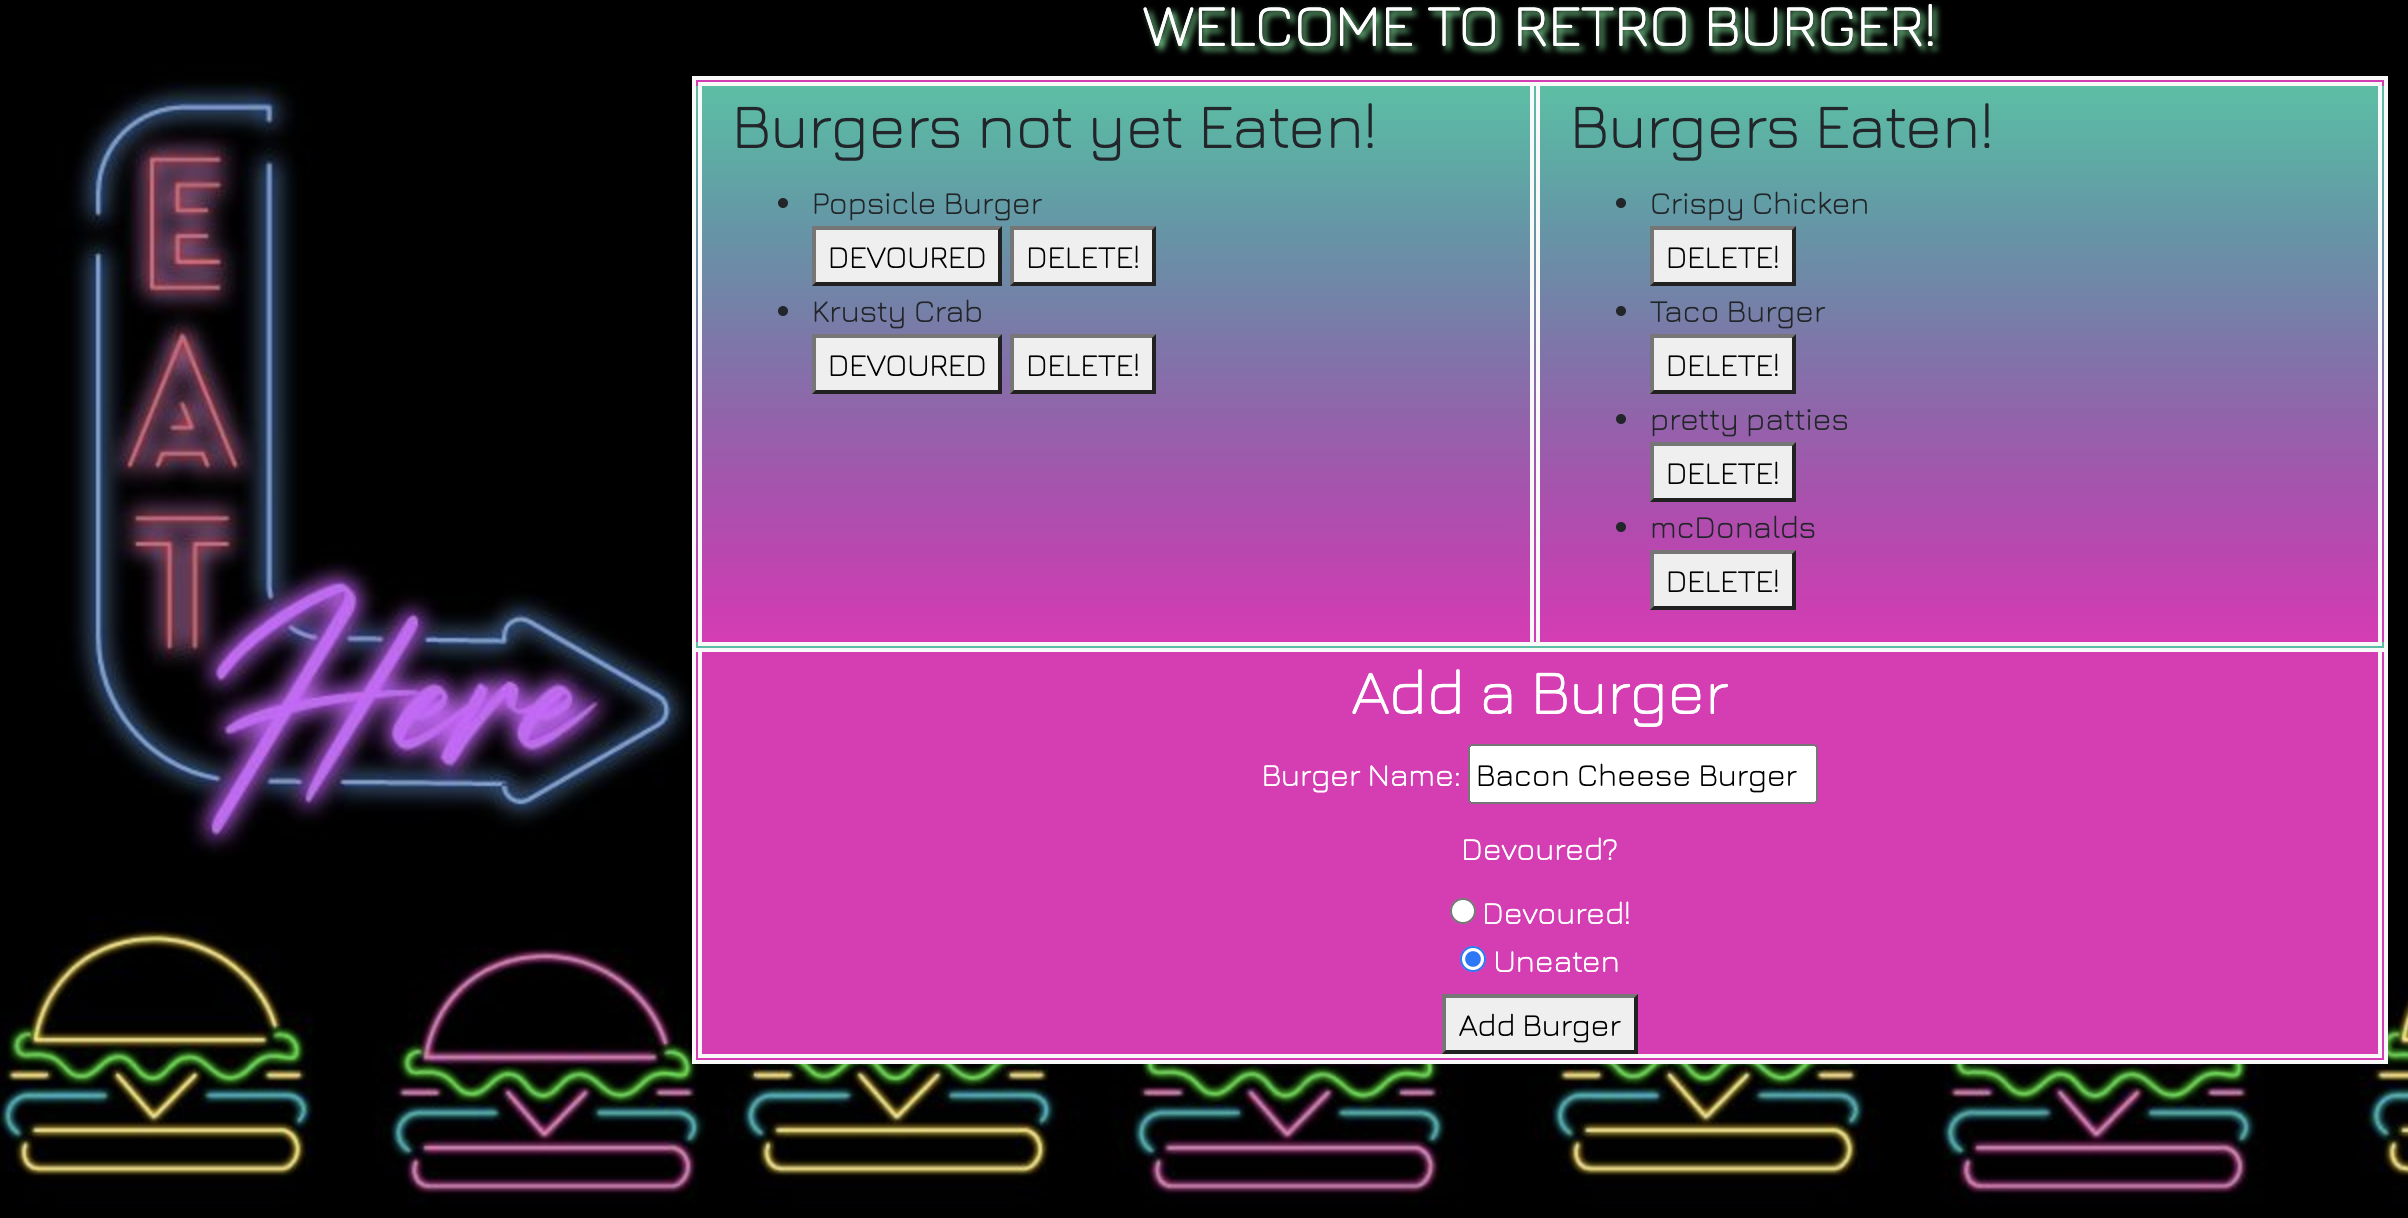 WELCOME TO RETRO BURGER!
EAT
Here
Burgers not yet Eaten!
Popsicle Burger
DEVOURED DELETE!
Krusty Crab
DEVOURED DELETE!
Burgers Eaten!
Crispy Chicken
DELETE!
Taco Burger
DELETE!
pretty patties
DELETE!
mcDonalds
DELETE!
Add a Burger
Burger Name: Bacon Cheese Burger
Devoured?
Devoured!
Uneaten
Add Burger